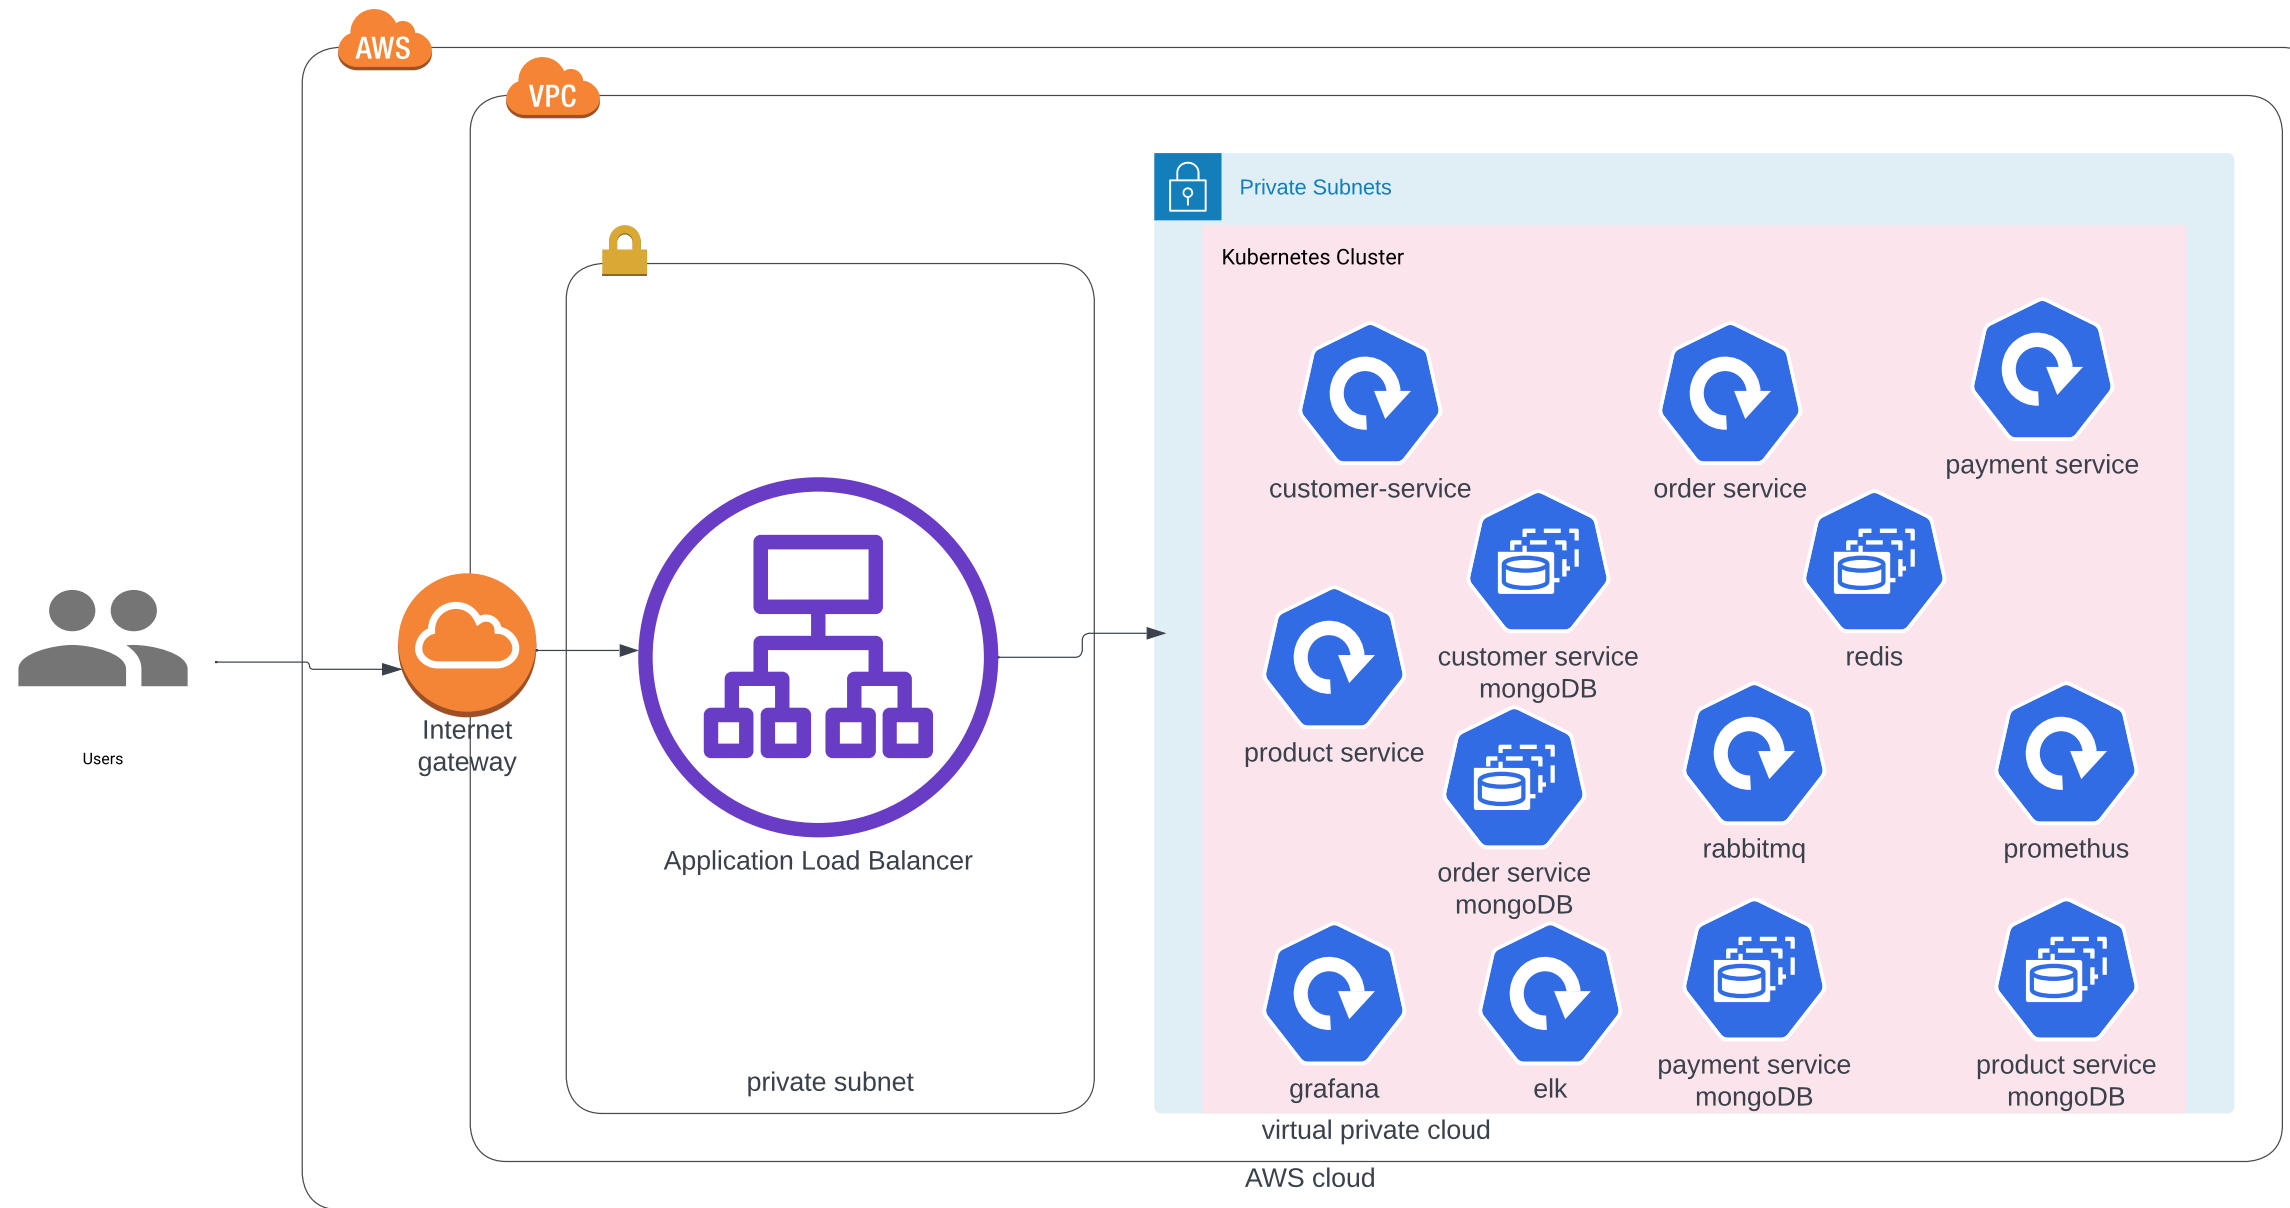 AWS
VPC
Private Subnets
Kubernetes Cluster
payment service
customer-service
order service
customer service
mongoDB
redis
Internet
gateway
Users
product service
Application Load Balancer
rabbitmq
promethus
order service
mongoDB
private subnet
grafana
elk
payment service
mongoDB
product service
mongoDB
virtual private cloud
AWS cloud